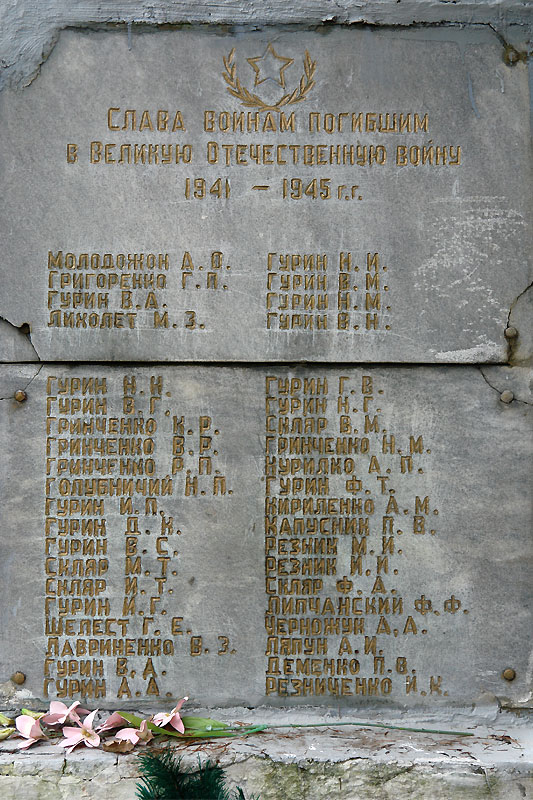 Слава воинам погибшим
в Великую Отечественную войну
1941 – 1945 г.г.
Молодожон А. В.
Григоренко Г. П.
Гурин В. А.
Лихолет М. З.
Гурин И. И.
Гурин В. М.
Гурин Н. М.
Гурин В. Н.
Гурин Н. Н.
Гурин В. Г.
Гринченко К. Р.
Гринченко В. Р.
Гринченко Р. П.
Голубничий Н. П.
Гурин И. П.
Гурин Д. К.
Гурин В. С.
Скляр М. Т.
Скляр И. Т.
Гурин И. Г.
Шелест Г. Е.
Лавриненко В. З.
Гурин В. А.
Гурин А. А.
Гурин Г. В.
Гурин Н. Г.
Скляр В. М.
Гринченко Н. М.
Курилко А. П.
Гурин Ф. Т.
Кириленко А. М.
Капусник П. В.
Резник М. И.
Резник И. И.
Скляр Ф. А.
Липчанский Ф. Ф.
Черножук А. А.
Ляпун А. И.
Деменко П. В.
Резниченко И. К.